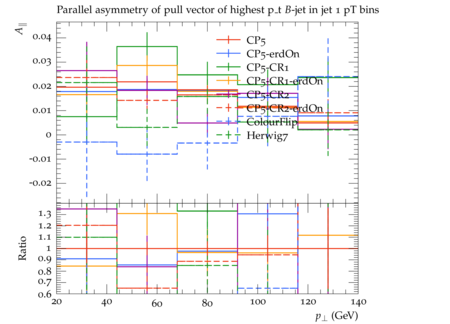 Parallel asymmetry of pull vector of highest p_t B-jet in jet 1 pT bins
A∥
0.04
0.03
0.02
0.01
0
-0.01
-0.02
CP5
CP5-erdOn
CP5-CR1
CP5-CR1-erdOn
CP5-CR2
CP5-CR2-erdOn
ColourFlip
Herwig7
Ratio
1.3
1.2
1.1
1
0.9
0.8
0.7
0.6
20 40 60 80 100 120 140
p⊥ (GeV)